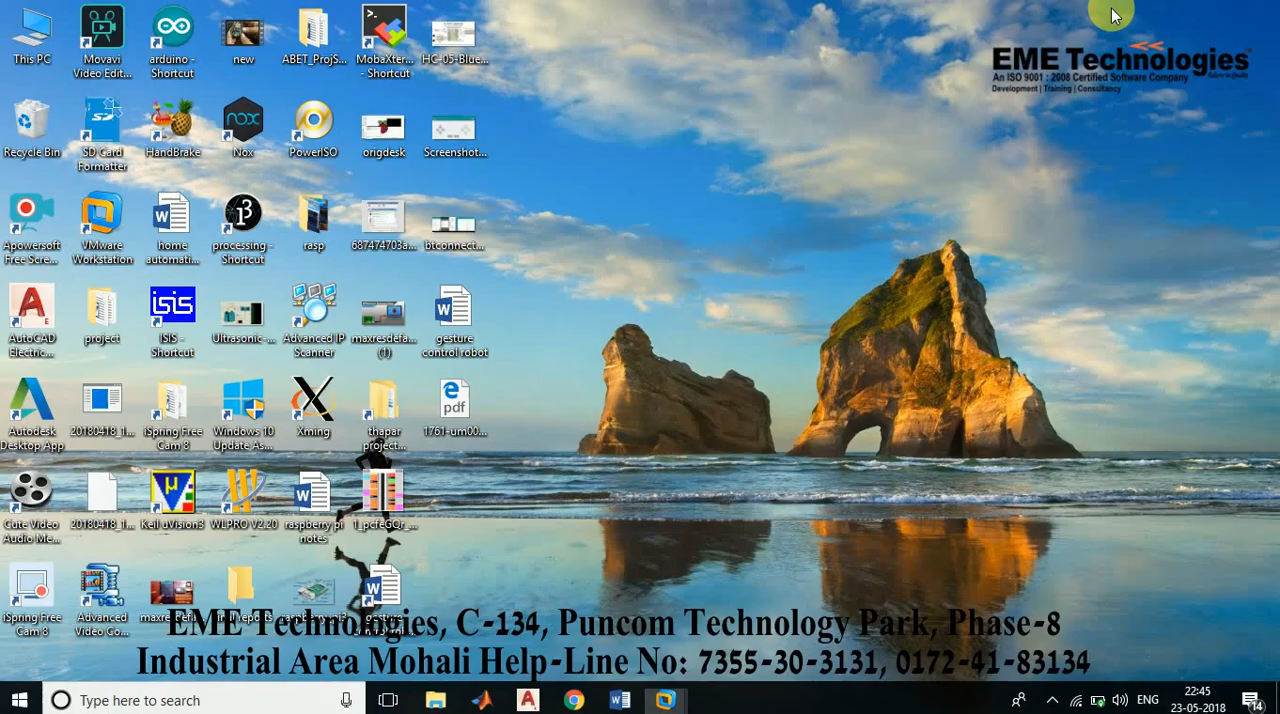 EME Technologies
An ISO 9001 : 2008 Certified Software Company
Development | Training | Consultancy
This PC
Movavi Video Edit...
arduino - Shortcut
new
ABET_ProjS...
MobaXter... - Shortcut
HC-05-Blue...
Recycle Bin
SD Card Formatter
HandBrake
Nox
PowerISO
origdesk
Screenshot...
Apowersoft Free Scre...
VMware Workstation
home automati...
processing - Shortcut
rasp
687474703a...
btconnect...
AutoCAD Electric...
project
ISIS - Shortcut
Ultrasonic-...
Advanced IP Scanner
maxresdefa... (1)
gesture control robot
Autodesk Desktop App
20180418_1...
iSpring Free Cam 8
Windows 10 Update As...
Xming
thapar project...
1761-um00...
Cute Video Audio Me...
20180418_1...
Keil uVision3
WLPRO V2.20
raspberry pi notes
1_pcfeGQr_...
iSpring Free Cam 8
Advanced Video Co...
EME Technologies, C-134, Puncom Technology Park, Phase-8
Industrial Area Mohali Help-Line No: 7355-30-3131, 0172-41-83134
Type here to search
ENG
22:45
23-05-2018
14